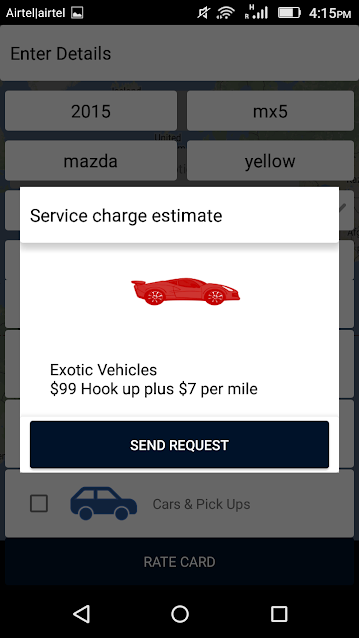 Airtel|airtel
H
R
4:15PM
Enter Details
2015
mx5
mazda
yellow
Service charge estimate
Exotic Vehicles
$99 Hook up plus $7 per mile
SEND REQUEST
Cars & Pick Ups
RATE CARD